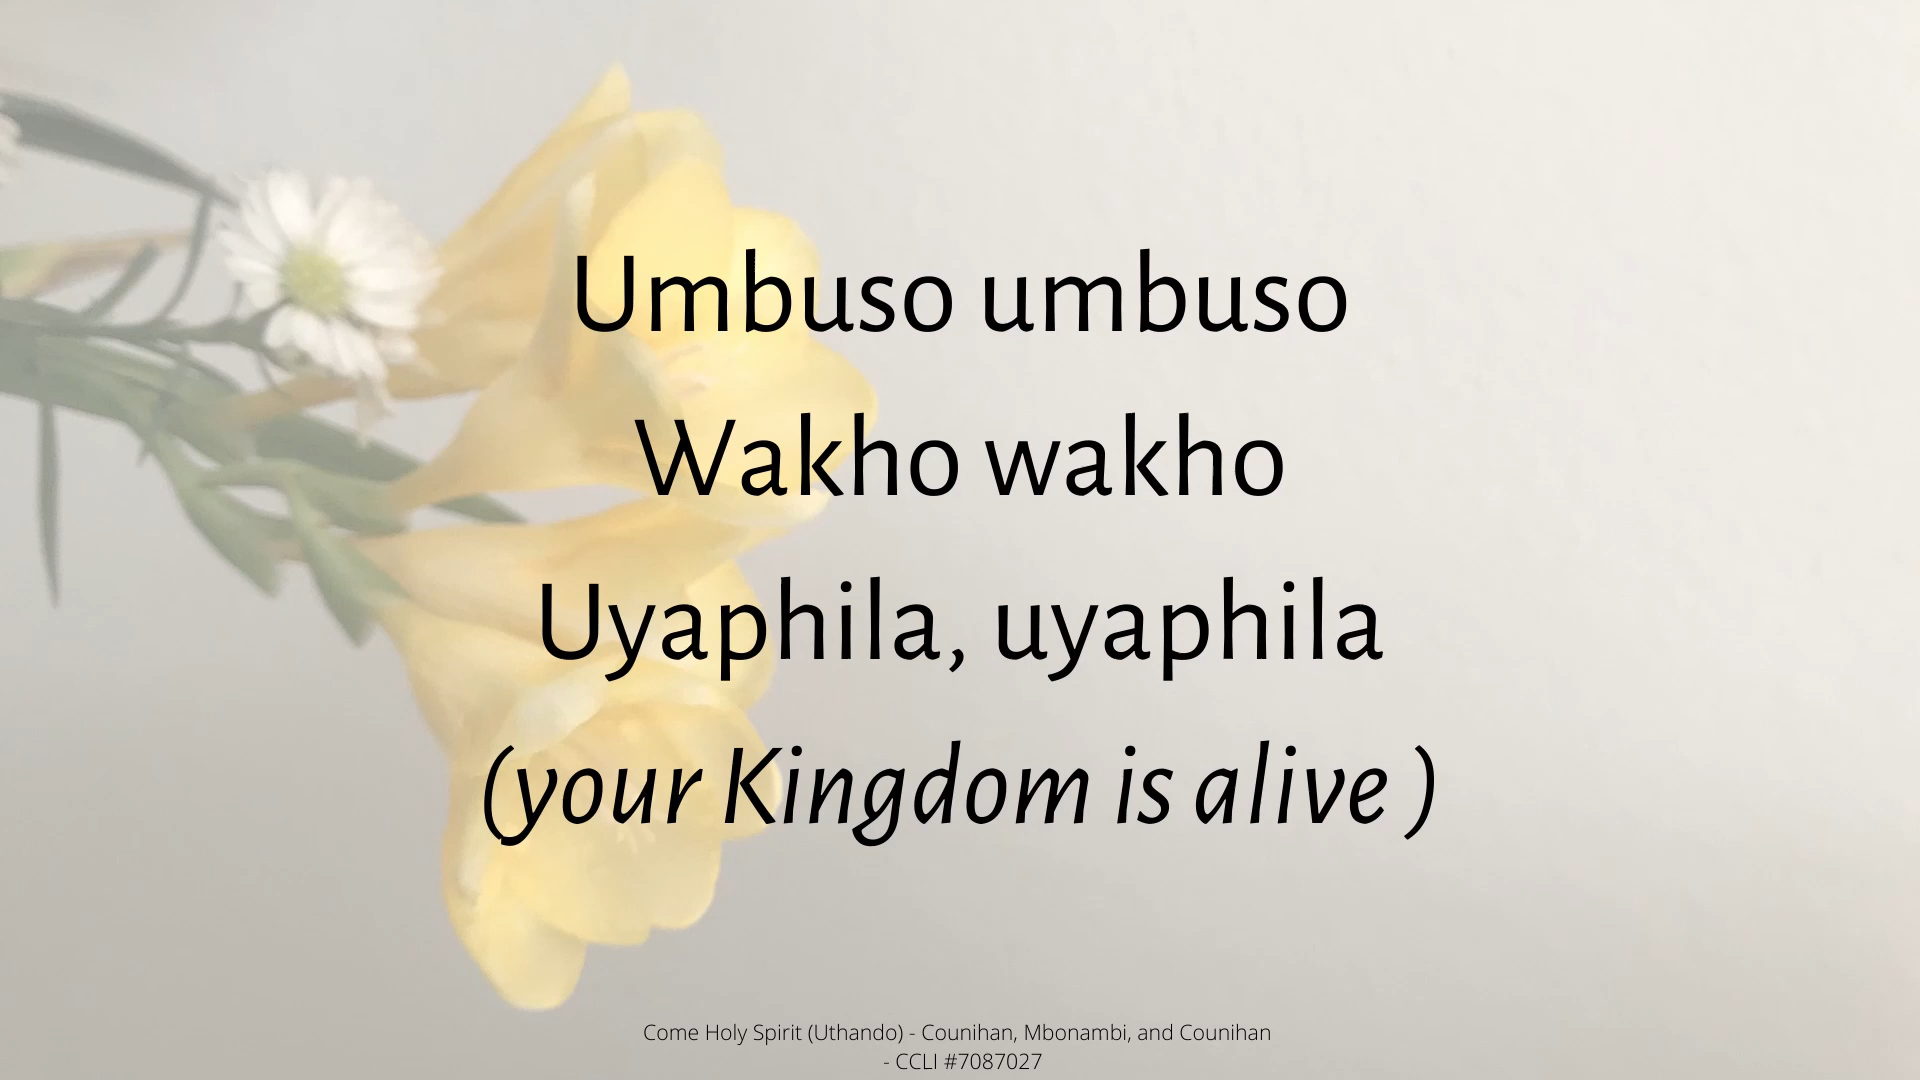 Umbuso umbuso
Wakho wakho
Uyaphila, uyaphila
(your Kingdom is alive )
Come Holy Spirit (Uthando) - Counihan, Mbonambi, and Counihan
- CCLI #7087027